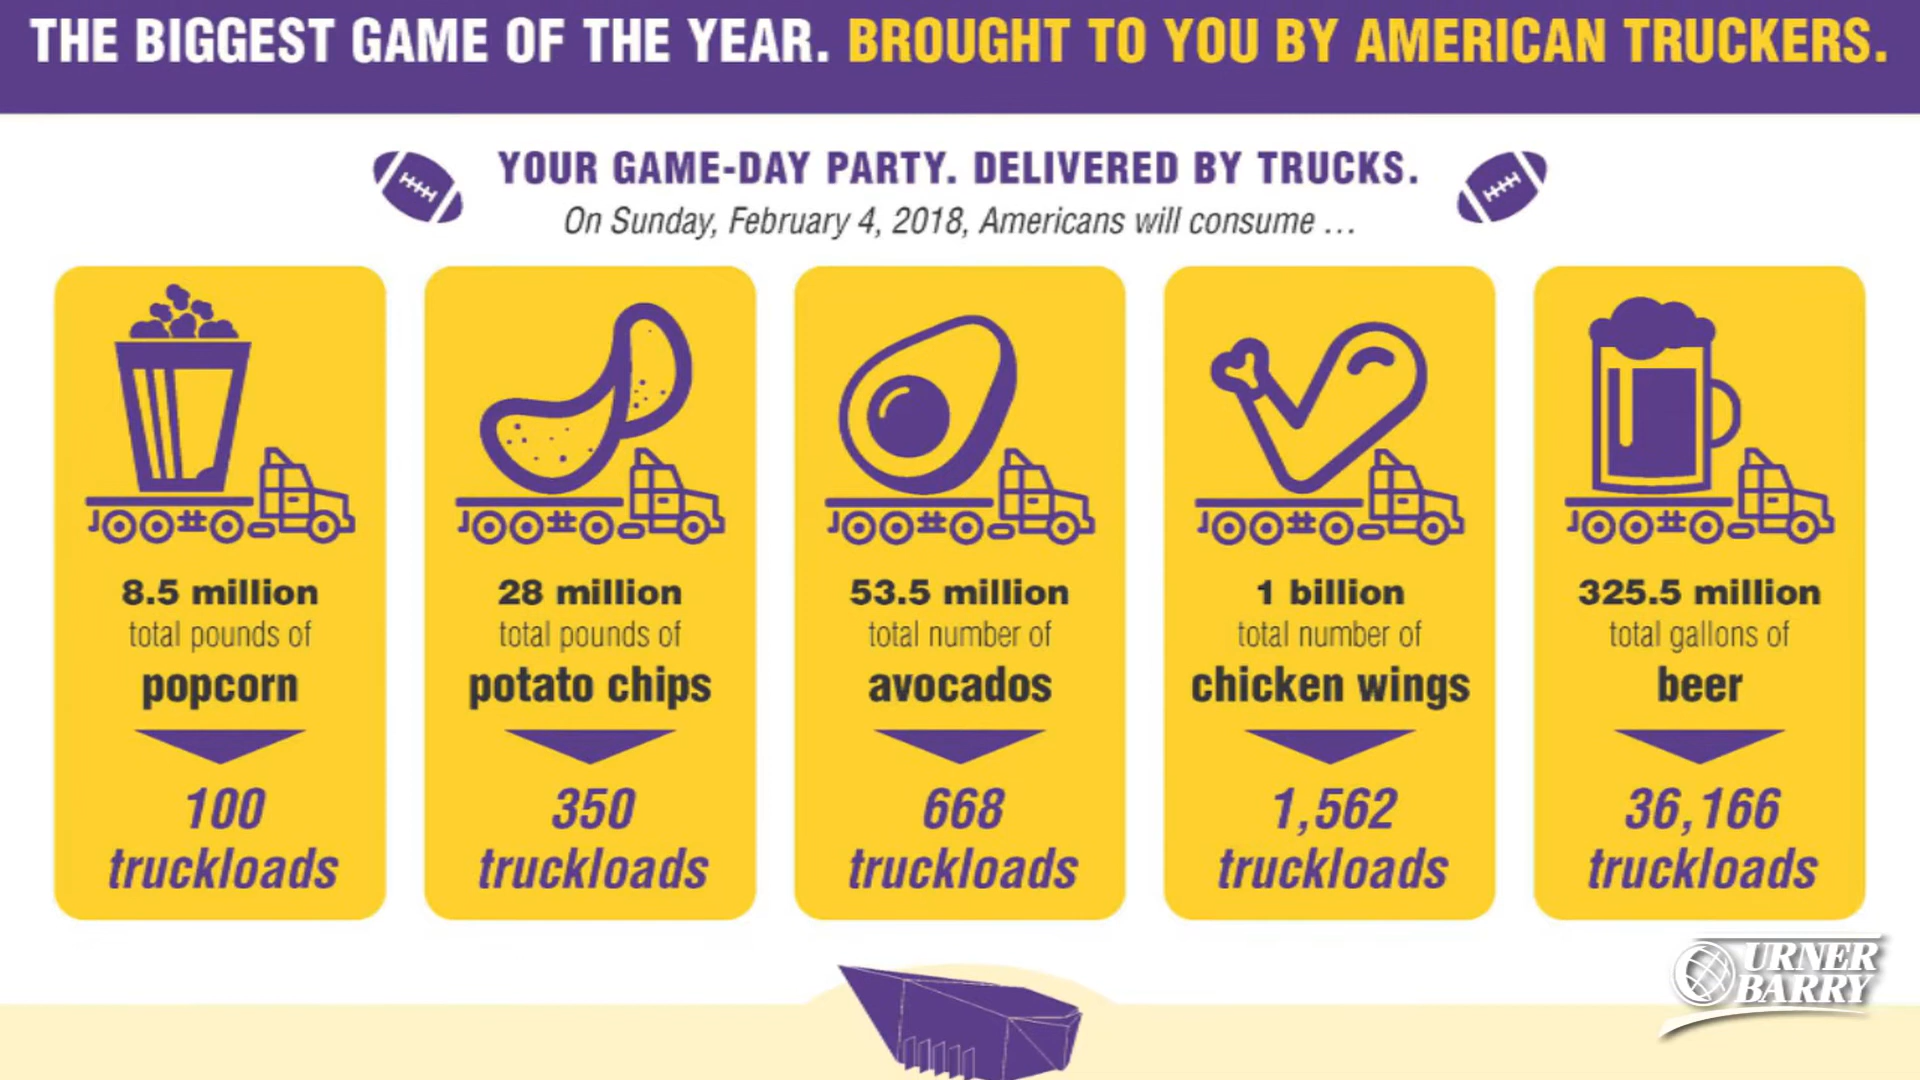 THE BIGGEST GAME OF THE YEAR. BROUGHT TO YOU BY AMERICAN TRUCKERS.
YOUR GAME-DAY PARTY. DELIVERED BY TRUCKS.
On Sunday, February 4, 2018, Americans will consume ...
8.5 million
total pounds of
popcorn
100
truckloads
28 million
total pounds of
potato chips
350
truckloads
53.5 million
total number of
avocados
668
truckloads
1 billion
total number of
chicken wings
1,562
truckloads
325.5 million
total gallons of
beer
36,166
truckloads
URNER
BARRY